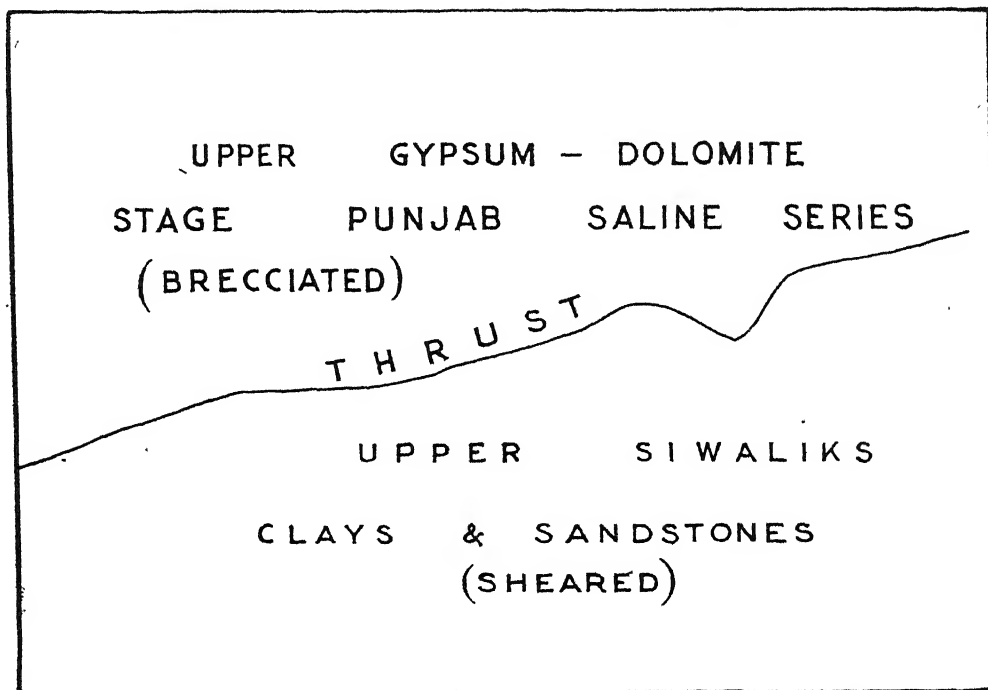 UPPER GYPSUM – DOLOMITE
STAGE PUNJAB SALINE SERIES
(BRECCIATED)
THRUST
UPPER SIWALIKS
CLAYS & SANDSTONES
(SHEARED)